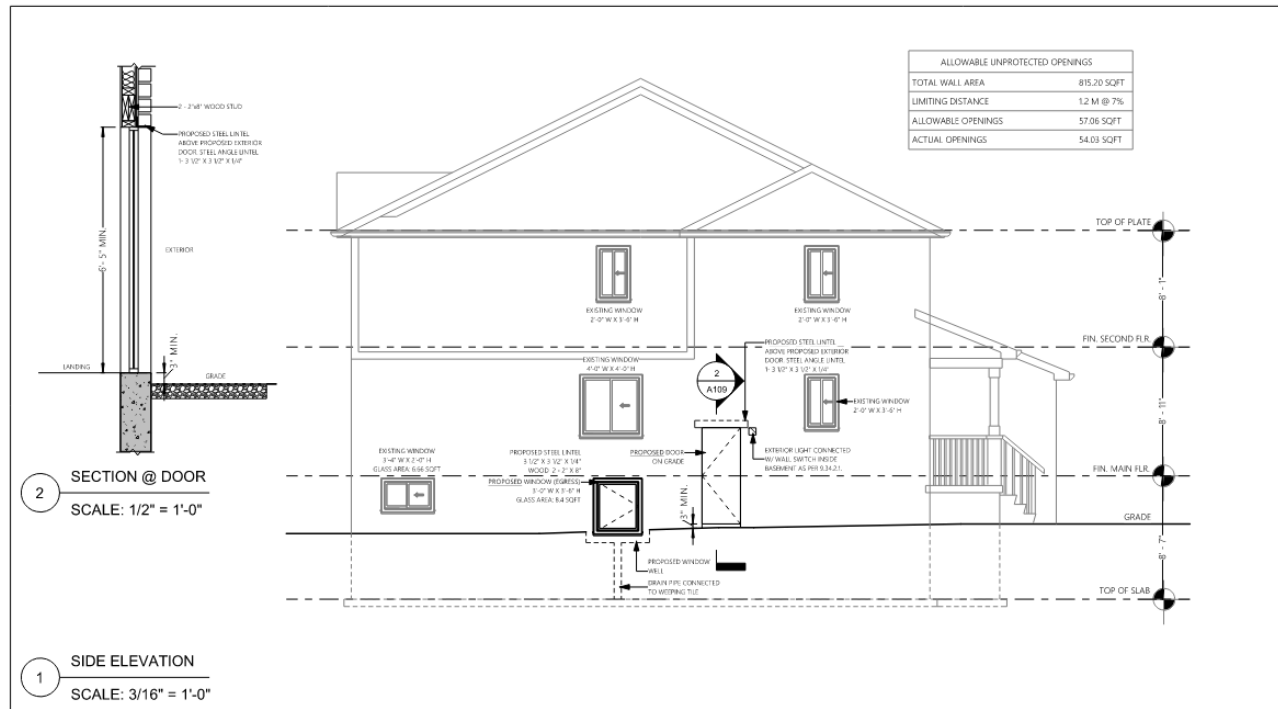 ALLOWABLE UNPROTECTED OPENINGS
TOTAL WALL AREA 815.20 SQFT
LIMITING DISTANCE 1.2 M @ 7%
ALLOWABLE OPENINGS 57.06 SQFT
ACTUAL OPENINGS 54.03 SQFT
2 - 2"x8" WOOD STUD
PROPOSED STEEL LINTEL
ABOVE PROPOSED EXTERIOR
DOOR. STEEL ANGLE LINTEL
1- 3 1/2" X 3 1/2" X 1/4"
6'- 5" MIN.
EXTERIOR
3" MIN.
LANDING
GRADE
2
SECTION @ DOOR
SCALE: 1/2" = 1'-0"
TOP OF PLATE
8' - 1"
EXISTING WINDOW
2'-0" W X 3'-6" H
EXISTING WINDOW
2'-0" W X 3'-6" H
FIN. SECOND FLR.
PROPOSED STEEL LINTEL
ABOVE PROPOSED EXTERIOR
DOOR. STEEL ANGLE LINTEL
1- 3 1/2" X 3 1/2" X 1/4"
EXISTING WINDOW
4'-0" W X 4'-0" H
2
A109
EXISTING WINDOW
2'-0" W X 3'-6" H
8' - 11"
EXISTING WINDOW
3'-4" W X 2'-0" H
GLASS AREA: 6.66 SQFT
PROPOSED STEEL LINTEL
3 1/2" X 3 1/2" X 1/4"
WOOD 2 - 2" X 8"
PROPOSED DOOR
ON GRADE
EXTERIOR LIGHT CONNECTED
W/ WALL SWITCH INSIDE
BASEMENT AS PER 9.34.2.1.
FIN. MAIN FLR.
PROPOSED WINDOW (EGRESS)
3'-0" W X 3'-6" H
GLASS AREA: 8.4 SQFT
3" MIN.
GRADE
8' - 7"
PROPOSED WINDOW
WELL
DRAIN PIPE CONNECTED
TO WEEPING TILE
TOP OF SLAB
1
SIDE ELEVATION
SCALE: 3/16" = 1'-0"